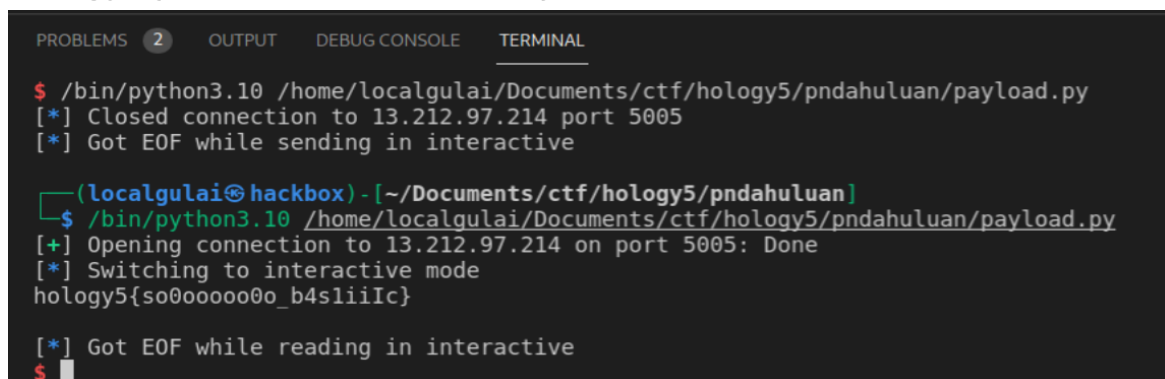 PROBLEMS 2 OUTPUT DEBUG CONSOLE TERMINAL
$ /bin/python3.10 /home/localgulai/Documents/ctf/hology5/pndahuluan/payload.py
[*] Closed connection to 13.212.97.214 port 5005
[*] Got EOF while sending in interactive
┌──(localgulai㉿hackbox)-[~/Documents/ctf/hology5/pndahuluan]
└─$ /bin/python3.10 /home/localgulai/Documents/ctf/hology5/pndahuluan/payload.py
[+] Opening connection to 13.212.97.214 on port 5005: Done
[*] Switching to interactive mode
hology5{so0ooooo0o_b4s1iiIc}
[*] Got EOF while reading in interactive
$